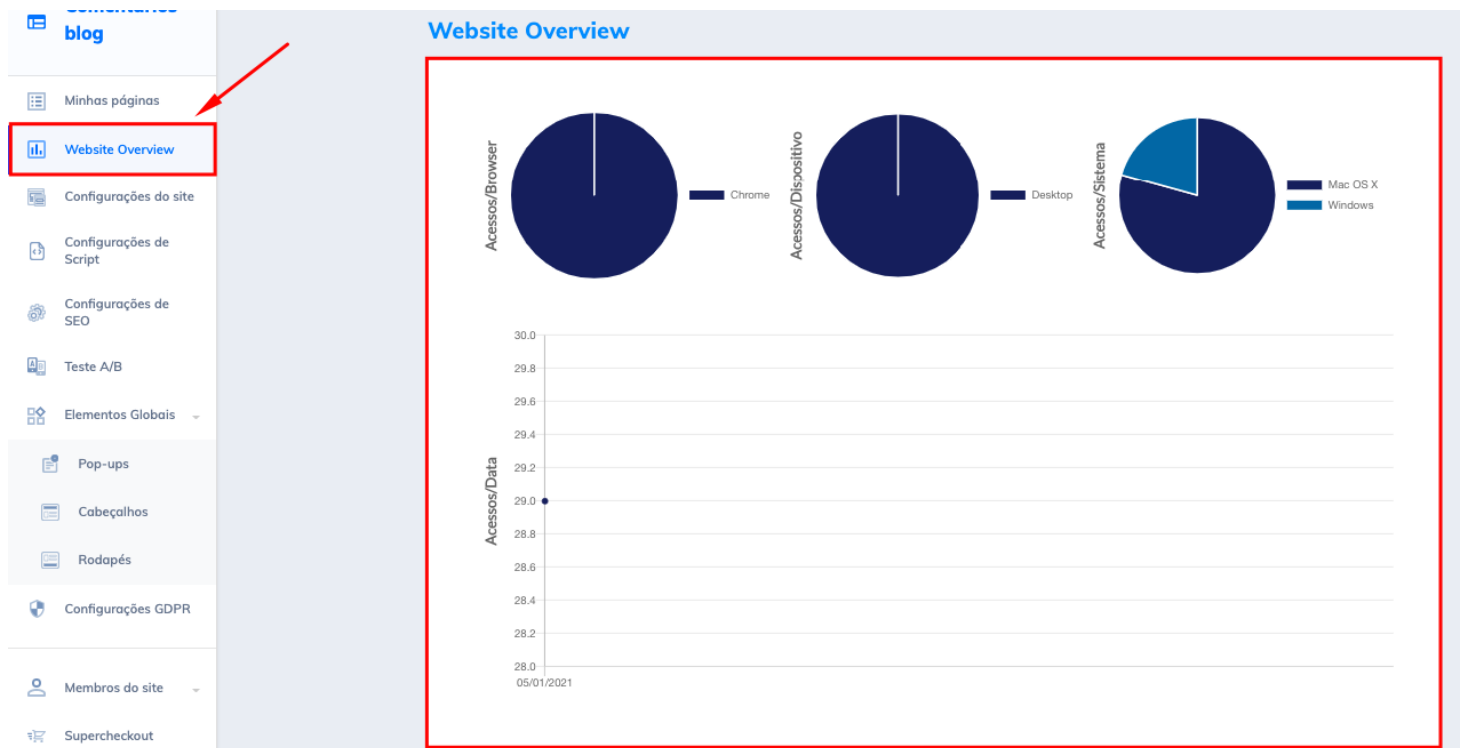 Comentários
blog
Minhas páginas
Website Overview
Configurações do site
Configurações de
Script
Configurações de
SEO
Teste A/B
Elementos Globais
Pop-ups
Cabeçalhos
Rodapés
Configurações GDPR
Membros do site
Supercheckout
Website Overview
Acessos/Browser
Chrome
Acessos/Dispositivo
Desktop
Acessos/Sistema
Mac OS X
Windows
Acessos/Data
30.0
29.8
29.6
29.4
29.2
29.0
28.8
28.6
28.4
28.2
28.0
05/01/2021